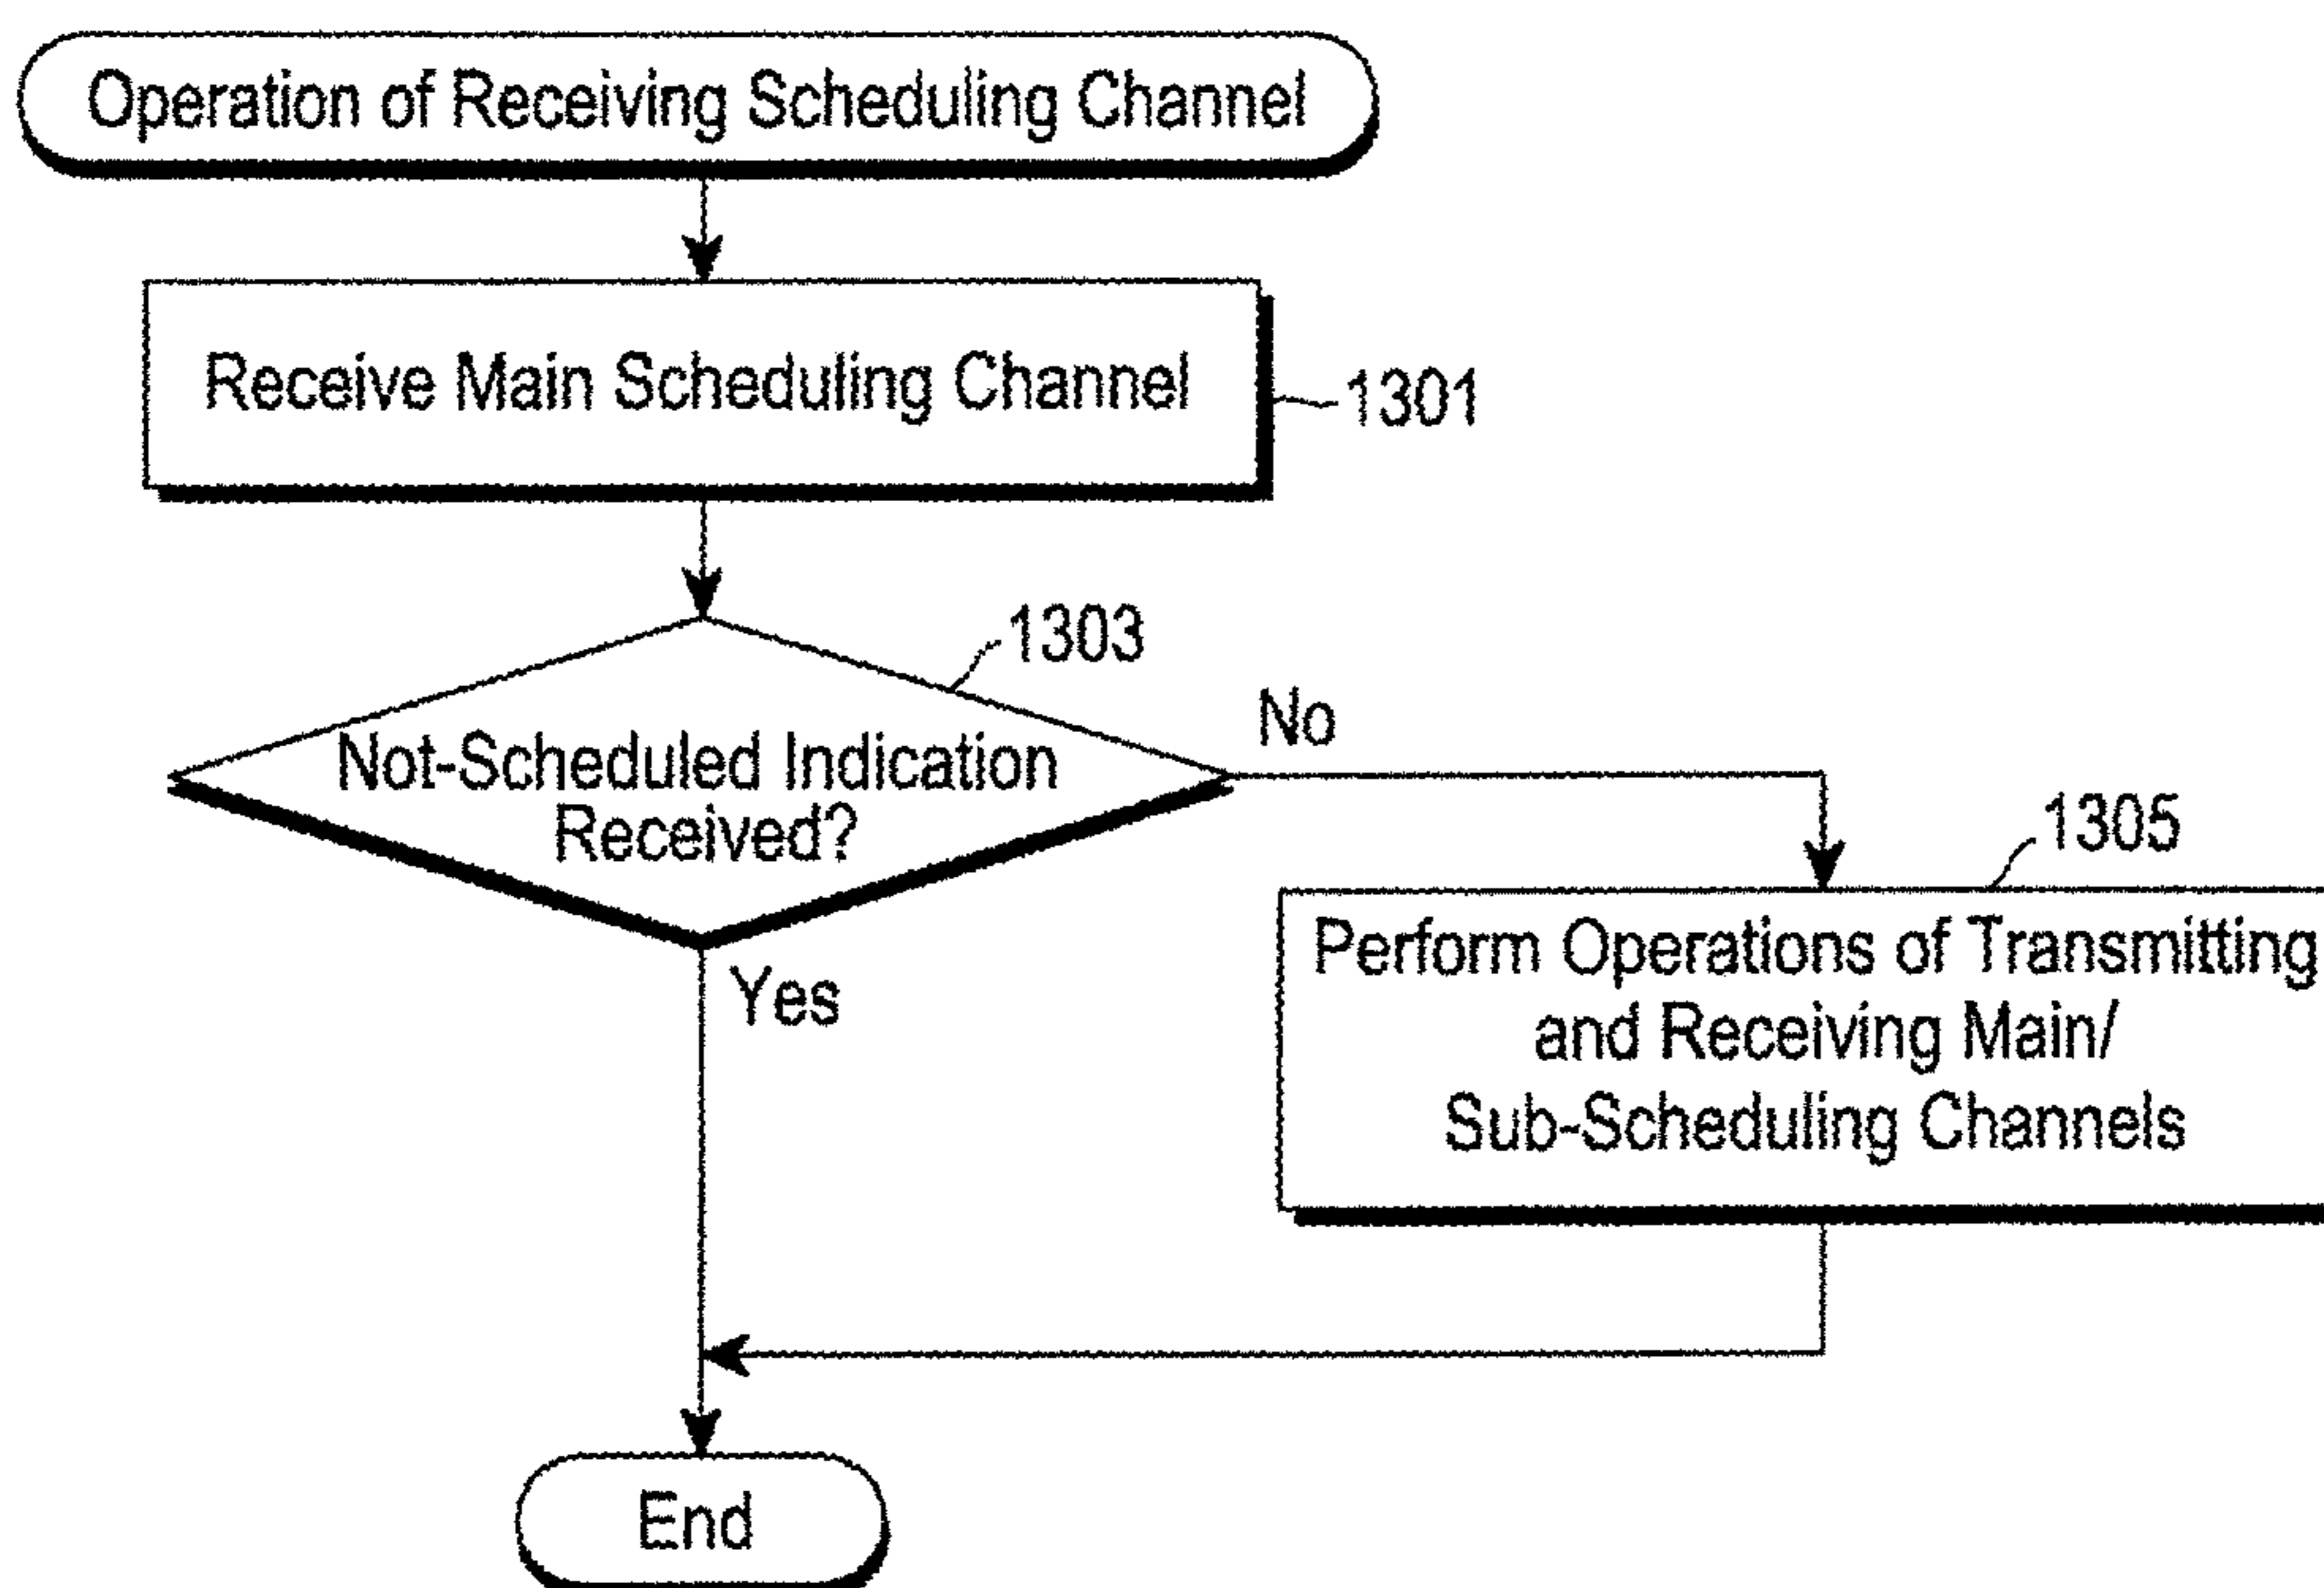 Operation of Receiving Scheduling Channel
Receive Main Scheduling Channel
1301
1303
Not-Scheduled Indication
Received?
No
Yes
1305
Perform Operations of Transmitting
and Receiving Main/
Sub-Scheduling Channels
End